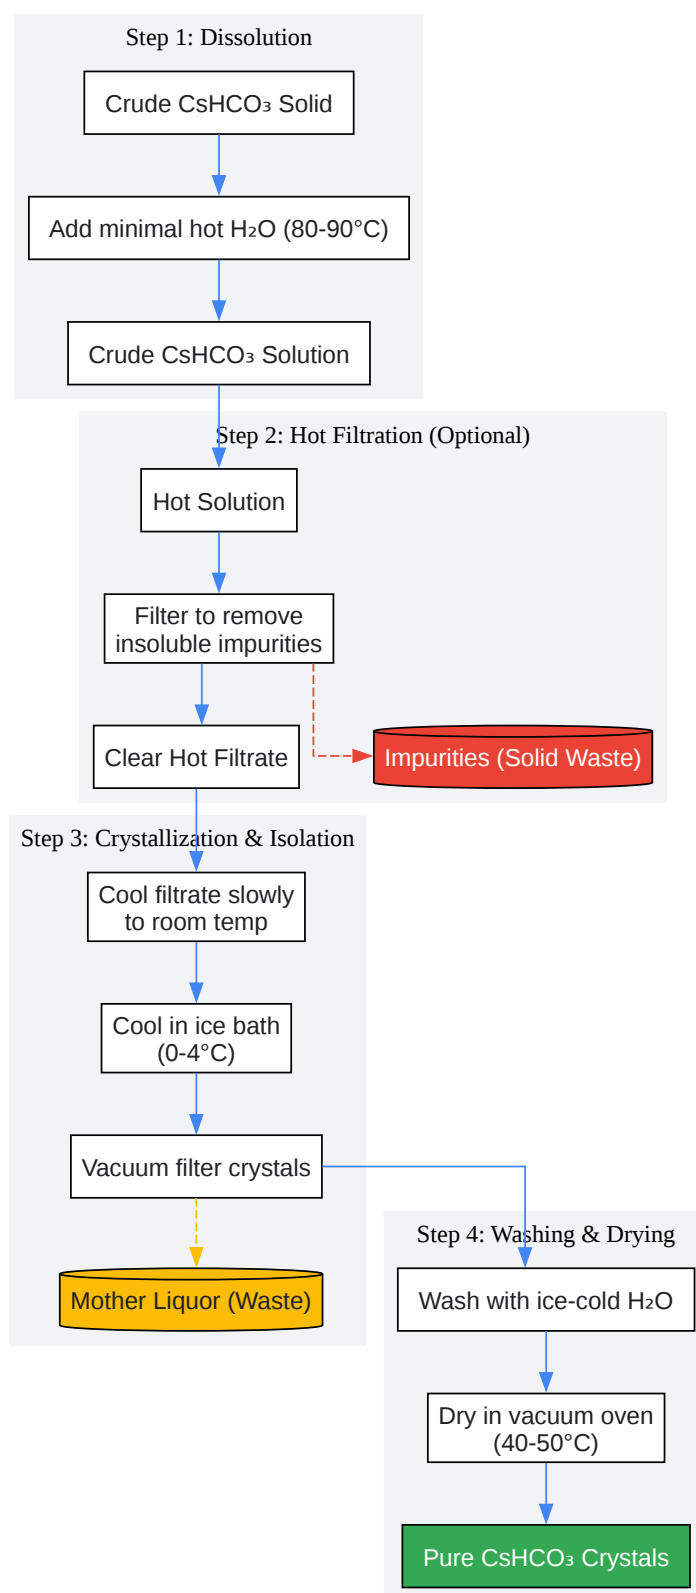 Step 1: Dissolution
Crude CsHCO₃ Solid
Add minimal hot H₂O (80-90°C)
Crude CsHCO₃ Solution
Step 2: Hot Filtration (Optional)
Hot Solution
Filter to remove
insoluble impurities
Clear Hot Filtrate
Impurities (Solid Waste)
Step 3: Crystallization & Isolation
Cool filtrate slowly
to room temp
Cool in ice bath
(0-4°C)
Vacuum filter crystals
Mother Liquor (Waste)
Step 4: Washing & Drying
Wash with ice-cold H₂O
Dry in vacuum oven
(40-50°C)
Pure CsHCO₃ Crystals